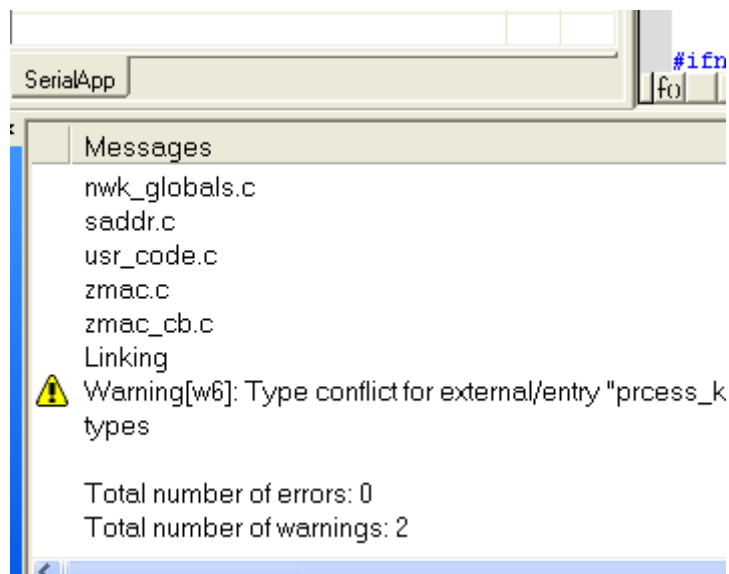 #ifn
SerialApp
f()
Messages
nwk_globals.c
saddr.c
usr_code.c
zmac.c
zmac_cb.c
Linking
Warning[w6]: Type conflict for external/entry "prcess_k
types
Total number of errors: 0
Total number of warnings: 2